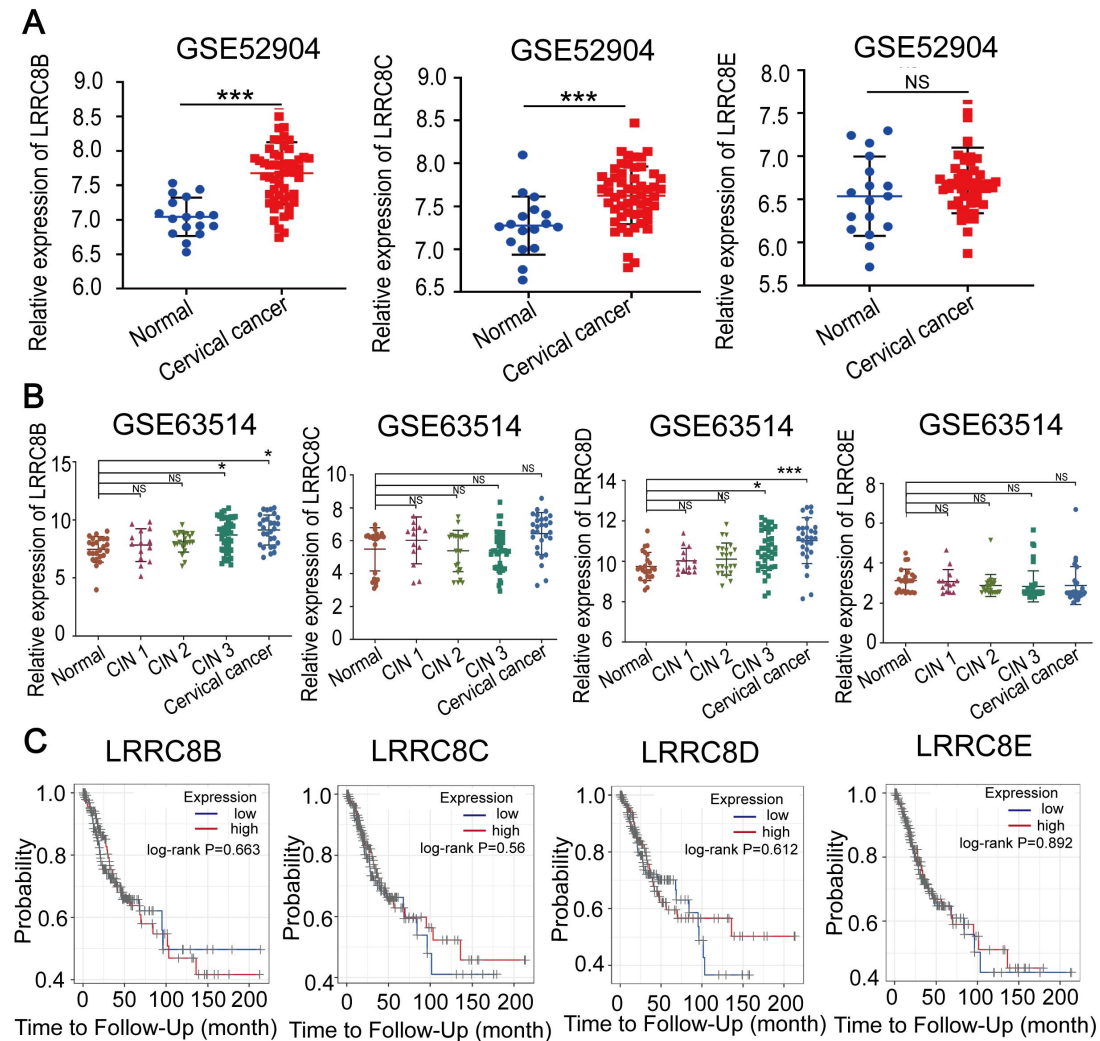 A
GSE52904
Relative expression of LRRC8B
9.0
8.0
7.5
7.0
6.5
6.0
***
Normal
Cervical cancer
GSE52904
Relative expression of LRRC8C
9.0
8.5
8.0
7.5
7.0
6.5
***
Normal
Cervical cancer
GSE52904
Relative expression of LRRC8E
8.0
7.5
7.0
6.5
6.0
5.5
NS
Normal
Cervical cancer
B
GSE63514
Relative expression of LRRC8B
15
10
5
0
*
*
NS
NS
Normal
CIN 1
CIN 2
CIN 3
Cervical cancer
GSE63514
Relative expression of LRRC8C
10
8
6
4
2
0
NS
NS
NS
NS
Normal
CIN 1
CIN 2
CIN 3
Cervical cancer
GSE63514
Relative expression of LRRC8D
14
12
10
8
6
***
*
NS
NS
Normal
CIN 1
CIN 2
CIN 3
Cervical cancer
GSE63514
Relative expression of LRRC8E
8
6
4
2
0
NS
NS
NS
NS
Normal
CIN 1
CIN 2
CIN 3
Cervical cancer
C
LRRC8B
Probability
1.0
0.8
0.6
0.4
Expression
low
high
log-rank P=0.663
0 50 100 150 200
Time to Follow-Up (month)
LRRC8C
Probability
1.0
0.8
0.6
0.4
Expression
low
high
log-rank P=0.56
0 50 100 150 200
Time to Follow-Up (month)
LRRC8D
Probability
1.0
0.8
0.6
0.4
Expression
low
high
log-rank P=0.612
0 50 100 150 200
Time to Follow-Up (month)
LRRC8E
Probability
1.0
0.8
0.6
0.4
Expression
low
high
log-rank P=0.892
0 50 100 150 200
Time to Follow-Up (month)